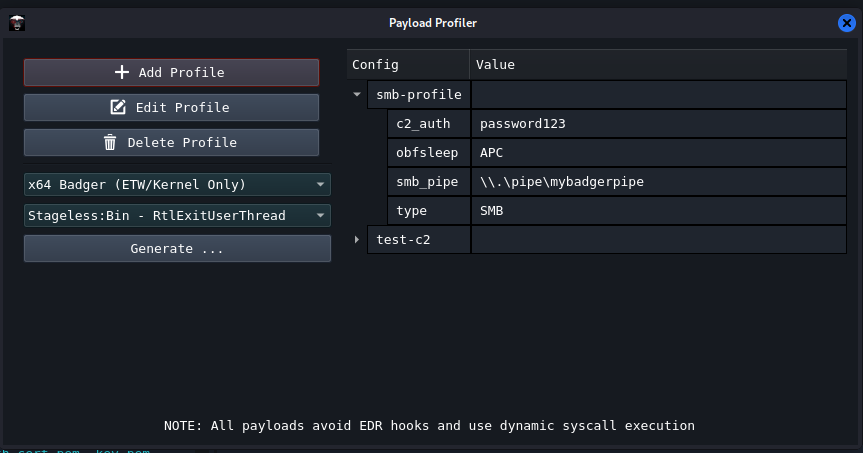 Payload Profiler
Add Profile
Edit Profile
Delete Profile
x64 Badger (ETW/Kernel Only)
Stageless:Bin - RtlExitUserThread
Generate ...
Config Value
smb-profile
c2_auth password123
obfsleep APC
smb_pipe \\.\pipe\mybadgerpipe
type SMB
test-c2
NOTE: All payloads avoid EDR hooks and use dynamic syscall execution